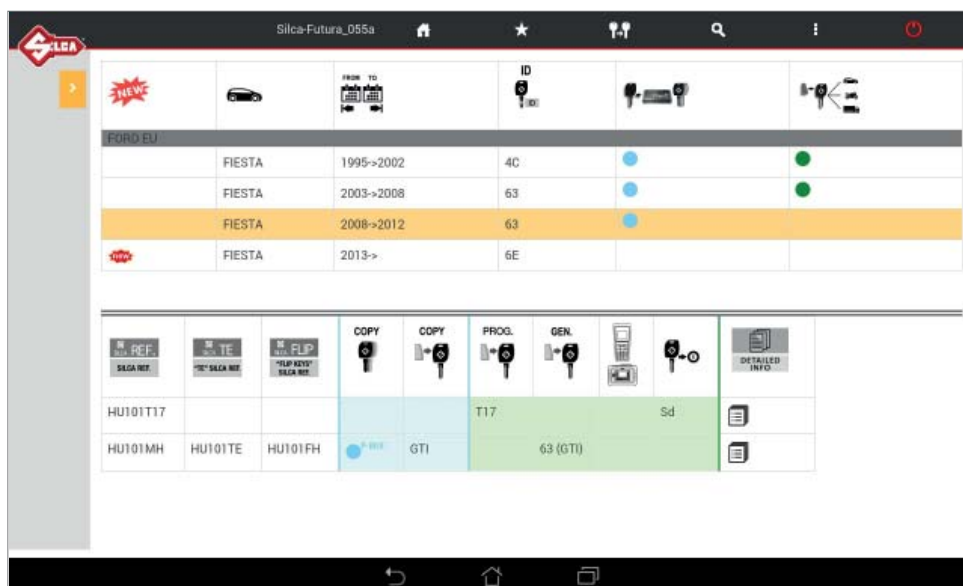 Silca-Futura_055a
SILCA
NEW
FROM TO
ID
ID
FORD EU
FIESTA 1995->2002 4C
FIESTA 2003->2008 63
FIESTA 2008->2012 63
NEW FIESTA 2013-> 6E
COPY COPY PROG. GEN.
REF. TE FLIP
SILCA REF. "TE" SILCA REF. "FLIP KEYS" SILCA REF. DETAILED INFO
HU101T17 T17 Sd
HU101MH HU101TE HU101FH GTI 63 (GTI)